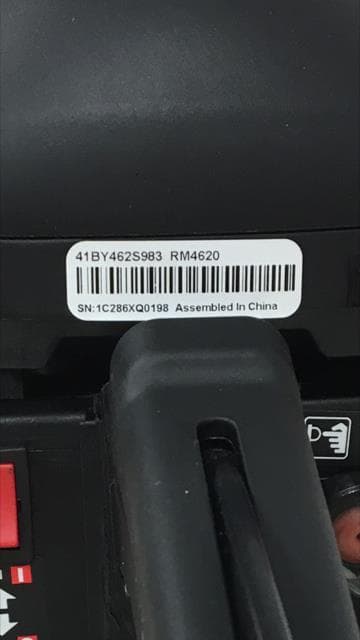 41BY462S983 RM4620
SN:1C286XQ0198 Assembled In China